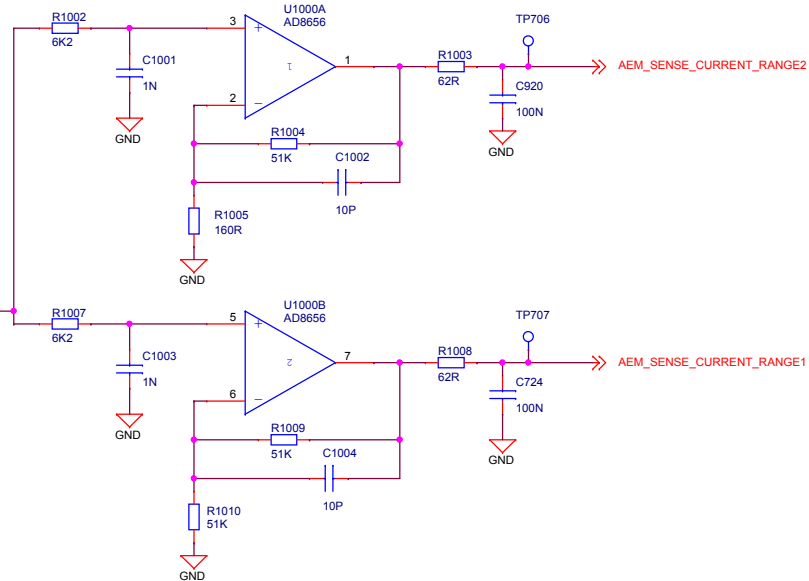 R1002
6K2
C1001
1N
GND
U1000A
AD8656
3
+
1
2
−
1
R1004
51K
C1002
10P
R1005
160R
GND
R1003
62R
TP706
C920
100N
GND
AEM_SENSE_CURRENT_RANGE2
R1007
6K2
C1003
1N
GND
U1000B
AD8656
5
+
2
6
−
7
R1009
51K
C1004
10P
R1010
51K
GND
R1008
62R
TP707
C724
100N
GND
AEM_SENSE_CURRENT_RANGE1